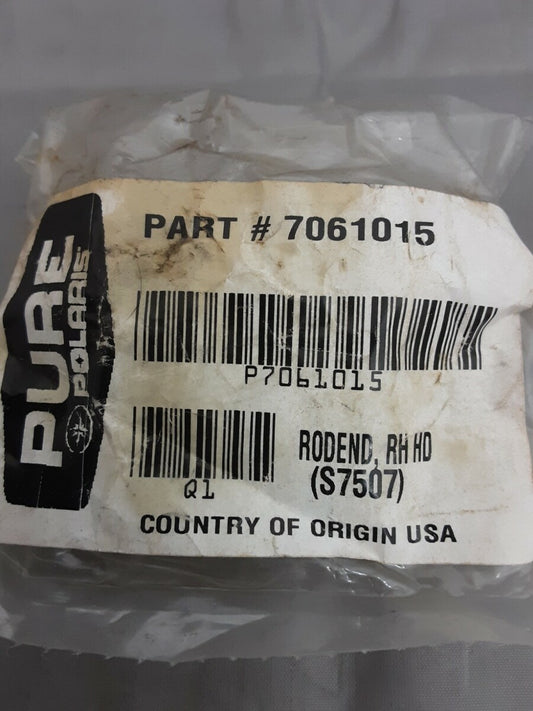 PURE
POLARIS
PART # 7061015
P7061015
Q1
RODEND, RH HD
(S7507)
COUNTRY OF ORIGIN USA